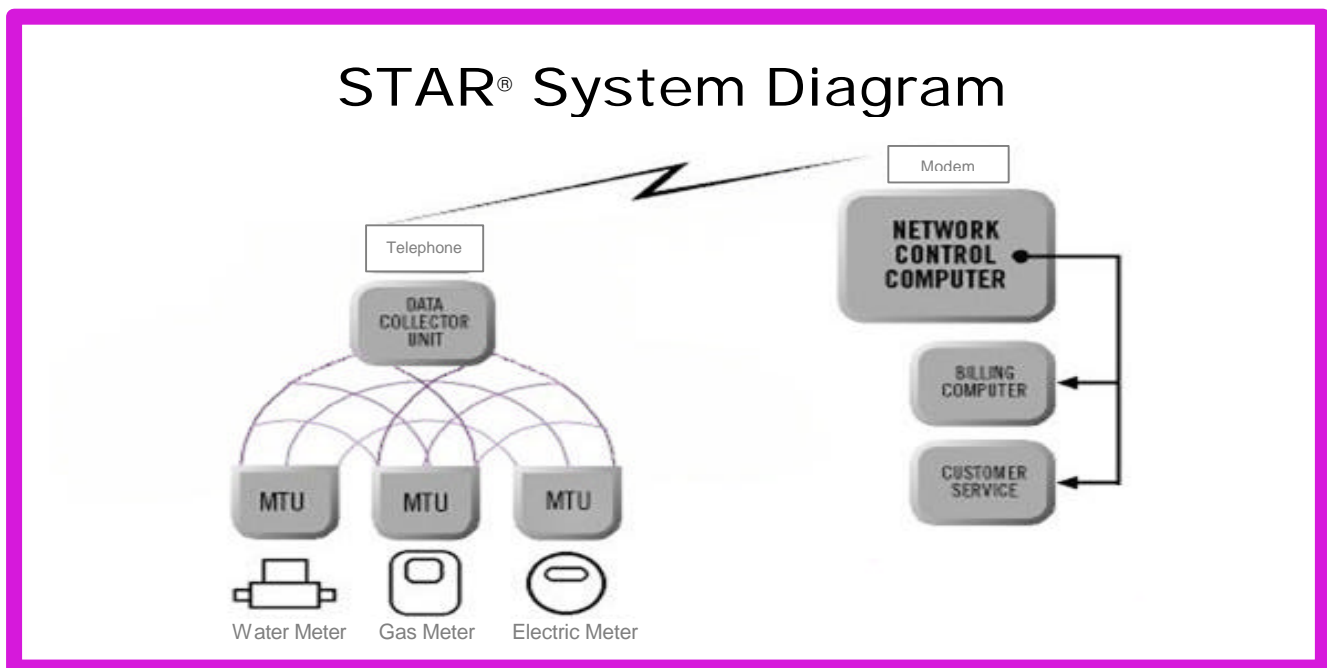 STAR® System Diagram
Modem
Telephone
NETWORK
CONTROL
COMPUTER
DATA
COLLECTOR
UNIT
BILLING
COMPUTER
CUSTOMER
SERVICE
MTU MTU MTU
Water Meter Gas Meter Electric Meter